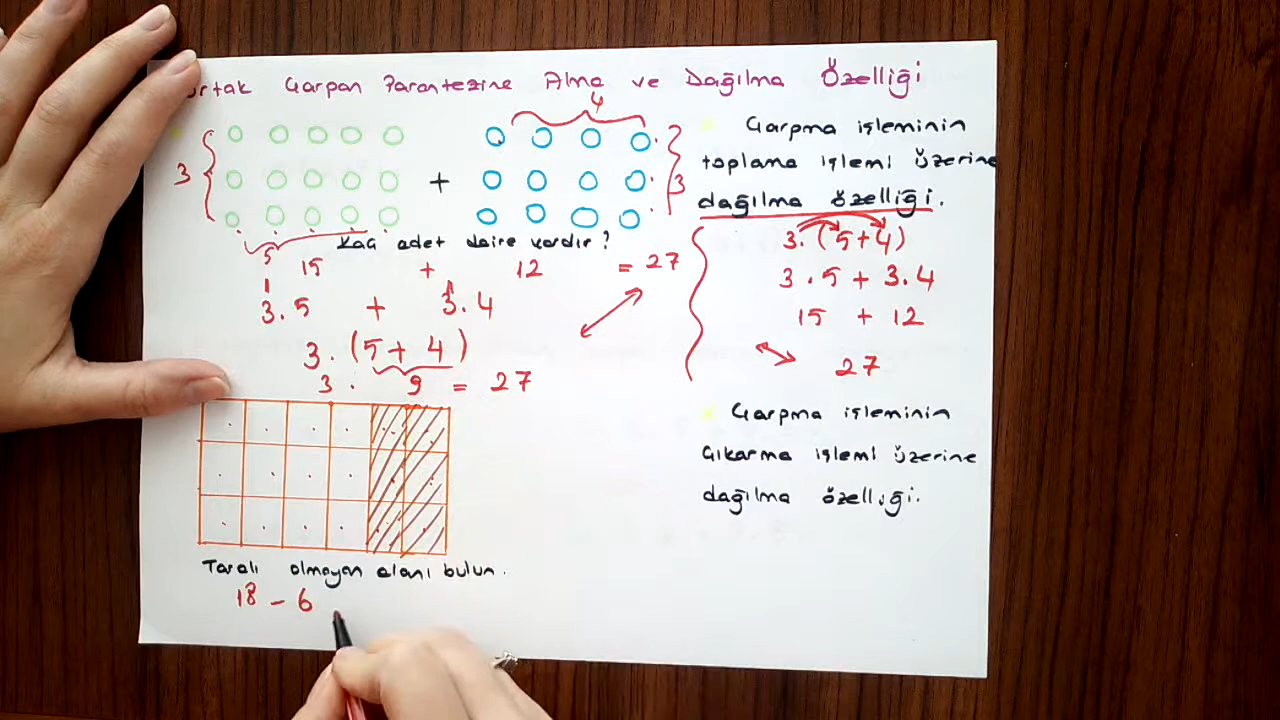 Ortak Çarpan Parantezine Alma ve Dağılma Özelliği
4
3
+
3
Kaç adet daire vardır?
5
15 + 12 = 27
3.5 + 3.4
3.(5+4)
3 . 9 = 27
Çarpma işleminin
toplama işlemi üzerine
dağılma özelliği.
3.(5+4)
3.5 + 3.4
15 + 12
27
Taralı olmayan alanı bulun.
18 - 6
Çarpma işleminin
Çıkarma işlemi üzerine
dağılma özelliği.